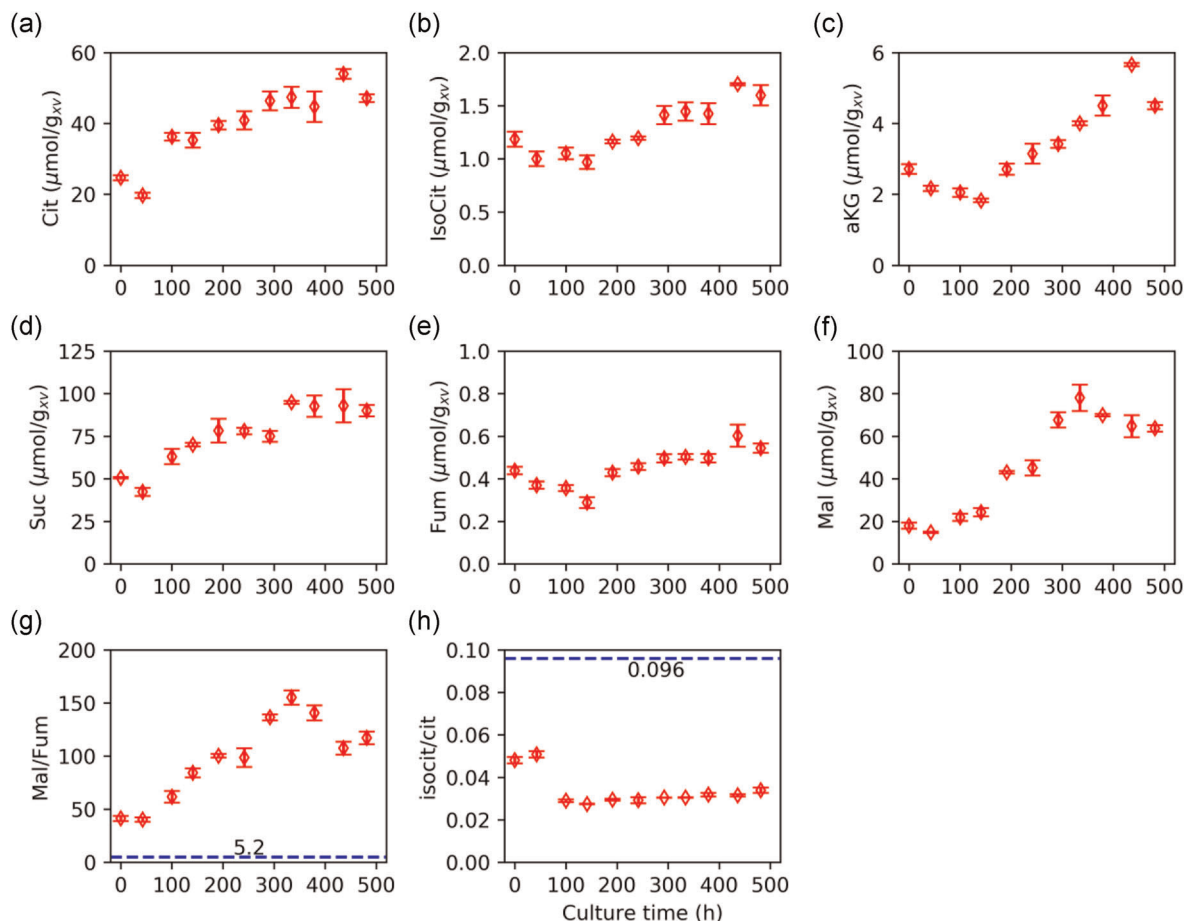 (a)
60
40
20
0
Cit (μmol/g_xv)
0 100 200 300 400 500
(b)
2.0
1.5
1.0
0.5
0.0
IsoCit (μmol/g_xv)
0 100 200 300 400 500
(c)
6
4
2
0
aKG (μmol/g_xv)
0 100 200 300 400 500
(d)
125
100
75
50
25
0
Suc (μmol/g_xv)
0 100 200 300 400 500
(e)
1.0
0.8
0.6
0.4
0.2
0.0
Fum (μmol/g_xv)
0 100 200 300 400 500
(f)
100
80
60
40
20
0
Mal (μmol/g_xv)
0 100 200 300 400 500
(g)
200
150
100
50
0
Mal/Fum
5.2
0 100 200 300 400 500
(h)
0.10
0.08
0.06
0.04
0.02
0.00
isocit/cit
0.096
0 100 200 300 400 500
Culture time (h)